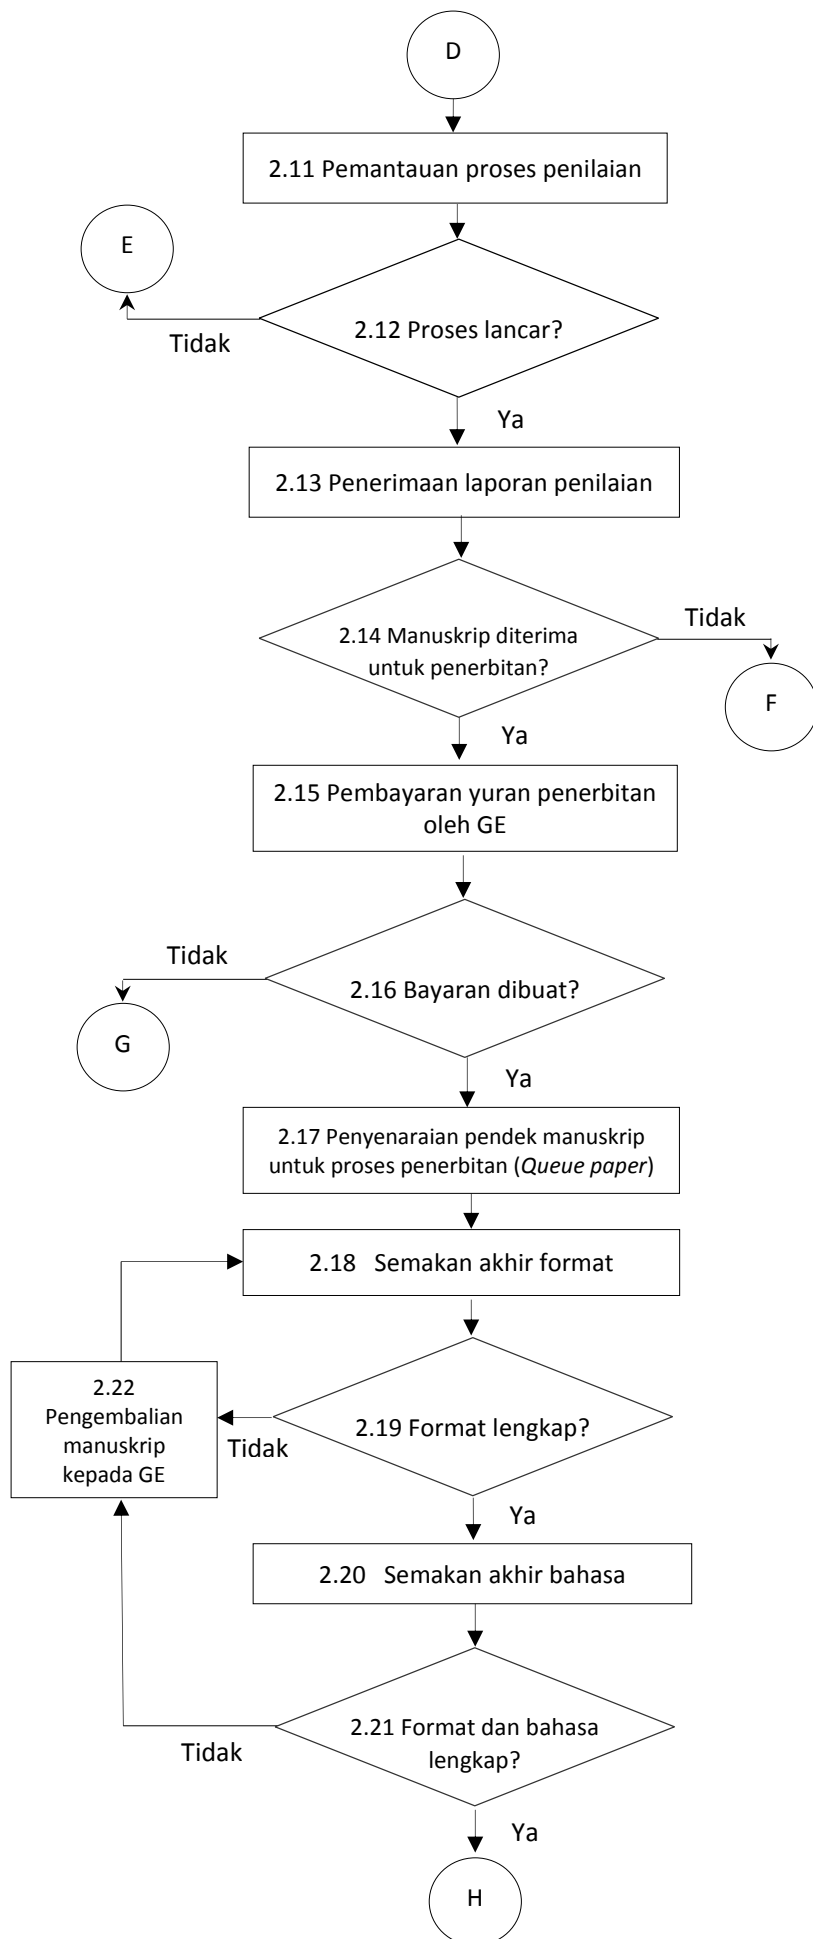 D
2.11 Pemantauan proses penilaian
E
2.12 Proses lancar?
Tidak
Ya
2.13 Penerimaan laporan penilaian
Tidak
2.14 Manuskrip diterima
untuk penerbitan?
F
Ya
2.15 Pembayaran yuran penerbitan
oleh GE
Tidak
2.16 Bayaran dibuat?
G
Ya
2.17 Penyenaraian pendek manuskrip
untuk proses penerbitan (Queue paper)
2.18 Semakan akhir format
2.22
Pengembalian
manuskrip
kepada GE
2.19 Format lengkap?
Tidak
Ya
2.20 Semakan akhir bahasa
2.21 Format dan bahasa
lengkap?
Tidak
Ya
H